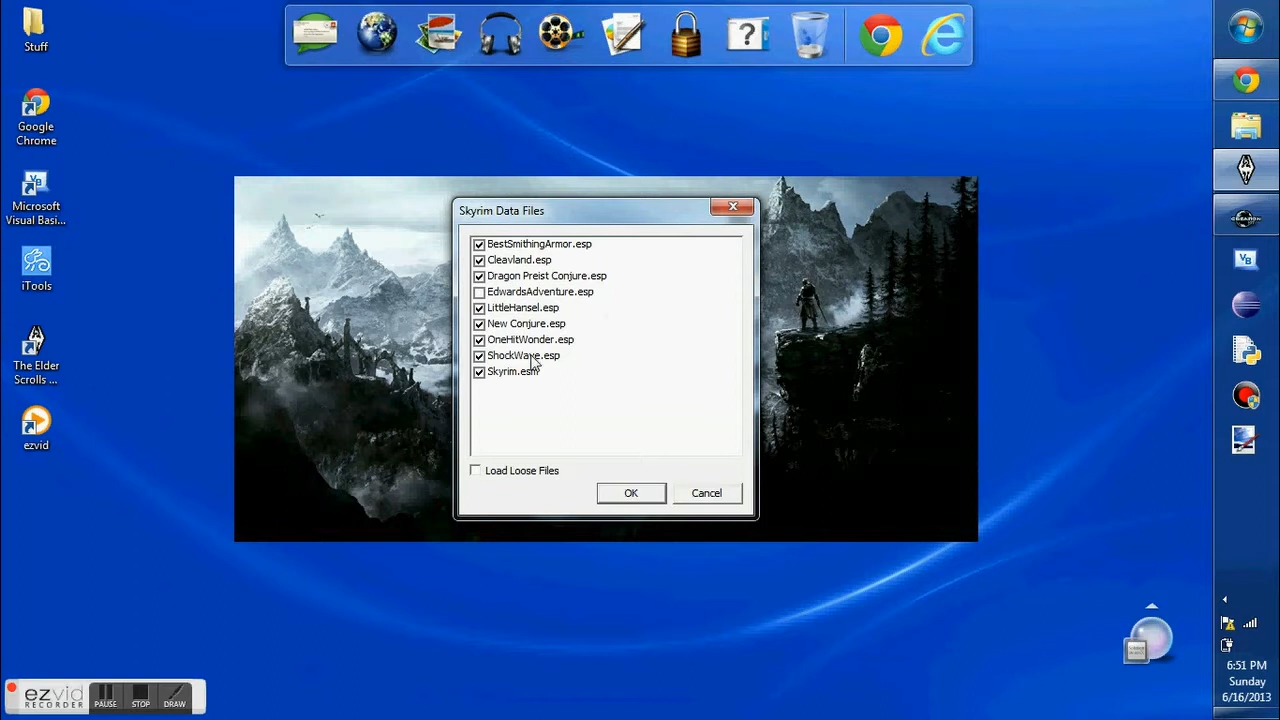 Stuff
Google
Chrome
Microsoft
Visual Basi...
iTools
The Elder
Scrolls ...
ezvid
Skyrim Data Files
BestSmithingArmor.esp
Cleavland.esp
Dragon Preist Conjure.esp
EdwardsAdventure.esp
LittleHansel.esp
New Conjure.esp
OneHitWonder.esp
ShockWave.esp
Skyrim.esm
Load Loose Files
OK
Cancel
ezvid
RECORDER
PAUSE
STOP
DRAW
VB
6:51 PM
Sunday
6/16/2013